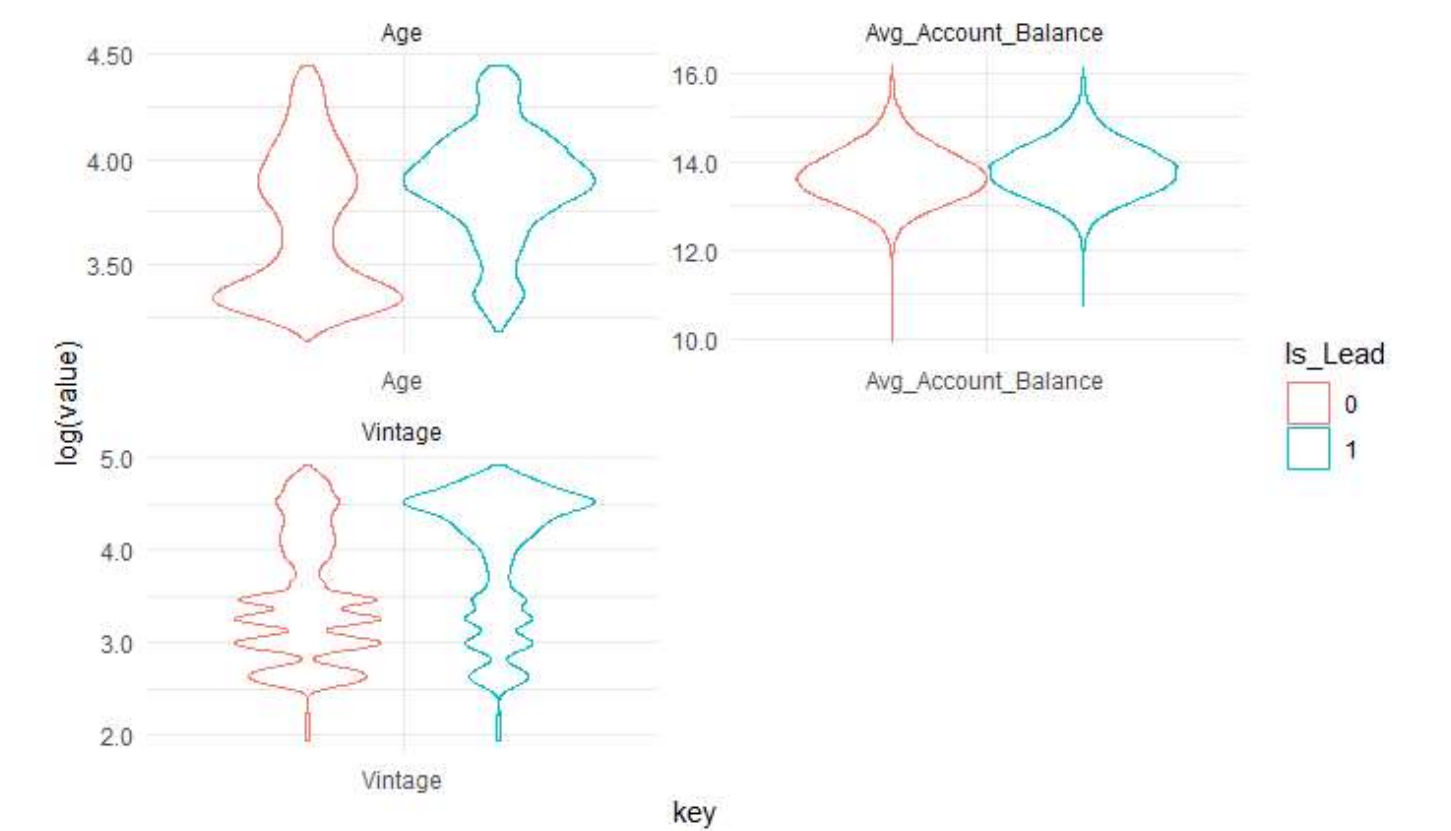 Age
Avg_Account_Balance
4.50
4.00
3.50
16.0
14.0
12.0
10.0
Age
Avg_Account_Balance
log(value)
Vintage
5.0
4.0
3.0
2.0
Vintage
key
Is_Lead
0
1